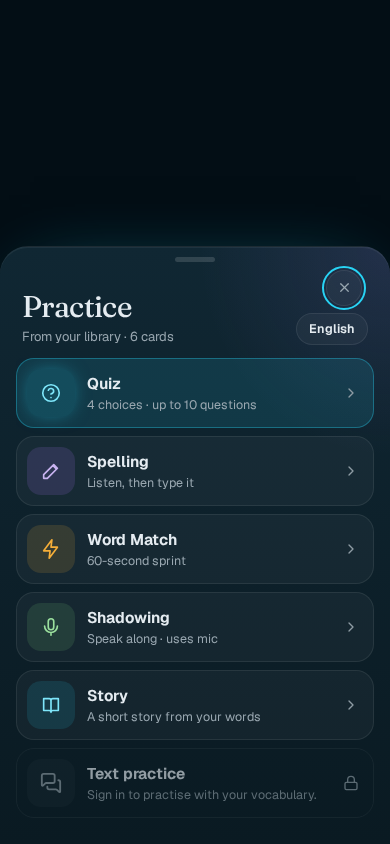 Practice
From your library · 6 cards
English
Quiz
4 choices · up to 10 questions
Spelling
Listen, then type it
Word Match
60-second sprint
Shadowing
Speak along · uses mic
Story
A short story from your words
Text practice
Sign in to practise with your vocabulary.